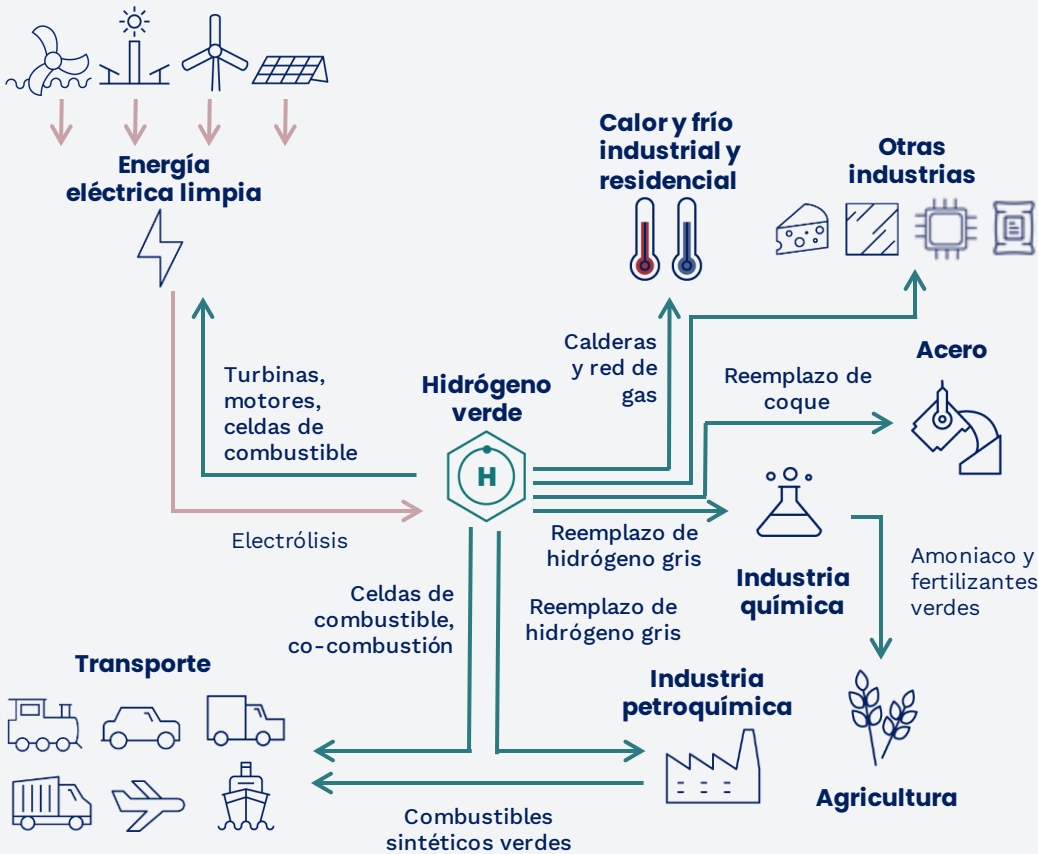 Energía
eléctrica limpia
Calor y frío
industrial y
residencial
Otras
industrias
Turbinas,
motores,
celdas de
combustible
Hidrógeno
verde
H
Calderas
y red de
gas
Reemplazo de
coque
Acero
Electrólisis
Reemplazo de
hidrógeno gris
Industria
química
Amoniaco y
fertilizantes
verdes
Celdas de
combustible,
co-combustión
Reemplazo de
hidrógeno gris
Transporte
Industria
petroquímica
Agricultura
Combustibles
sintéticos verdes